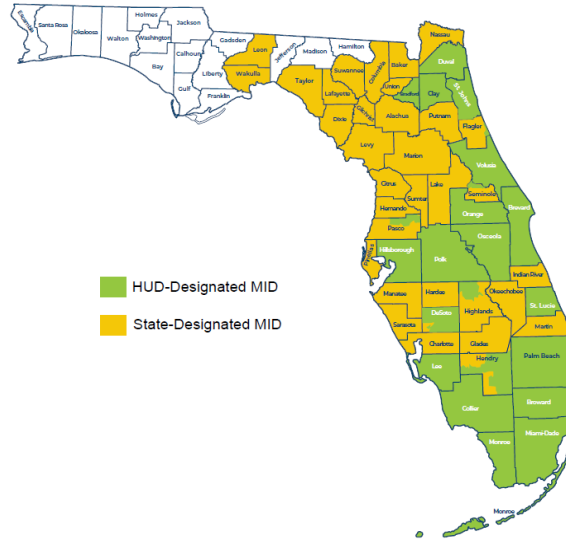 Escambia
Santa Rosa
Okaloosa
Walton
Holmes
Washington
Jackson
Bay
Calhoun
Gulf
Liberty
Gadsden
Franklin
Leon
Wakulla
Jefferson
Madison
Hamilton
Taylor
Suwannee
Lafayette
Dixie
Columbia
Gilchrist
Baker
Union
Bradford
Alachua
Levy
Nassau
Duval
Clay
St. Johns
Putnam
Flagler
Marion
Volusia
Citrus
Hernando
Sumter
Lake
Seminole
Orange
Brevard
Pasco
Pinellas
Hillsborough
Polk
Osceola
Indian River
HUD-Designated MID
State-Designated MID
Manatee
Hardee
Okeechobee
St. Lucie
Sarasota
DeSoto
Highlands
Martin
Charlotte
Glades
Lee
Hendry
Palm Beach
Collier
Broward
Monroe
Miami-Dade
Monroe